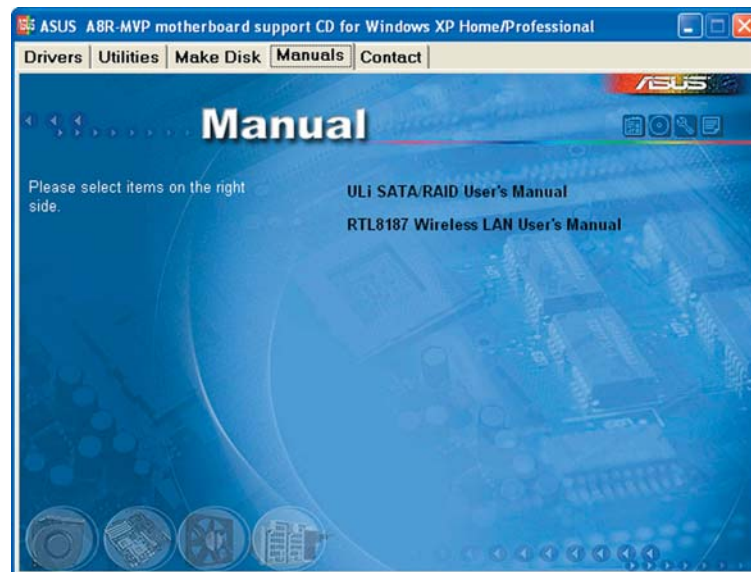 ASUS A8R-MVP motherboard support CD for Windows XP Home/Professional
Drivers Utilities Make Disk Manuals Contact
ASUS
Manual
Please select items on the right
side.
ULi SATA/RAID User's Manual
RTL8187 Wireless LAN User's Manual